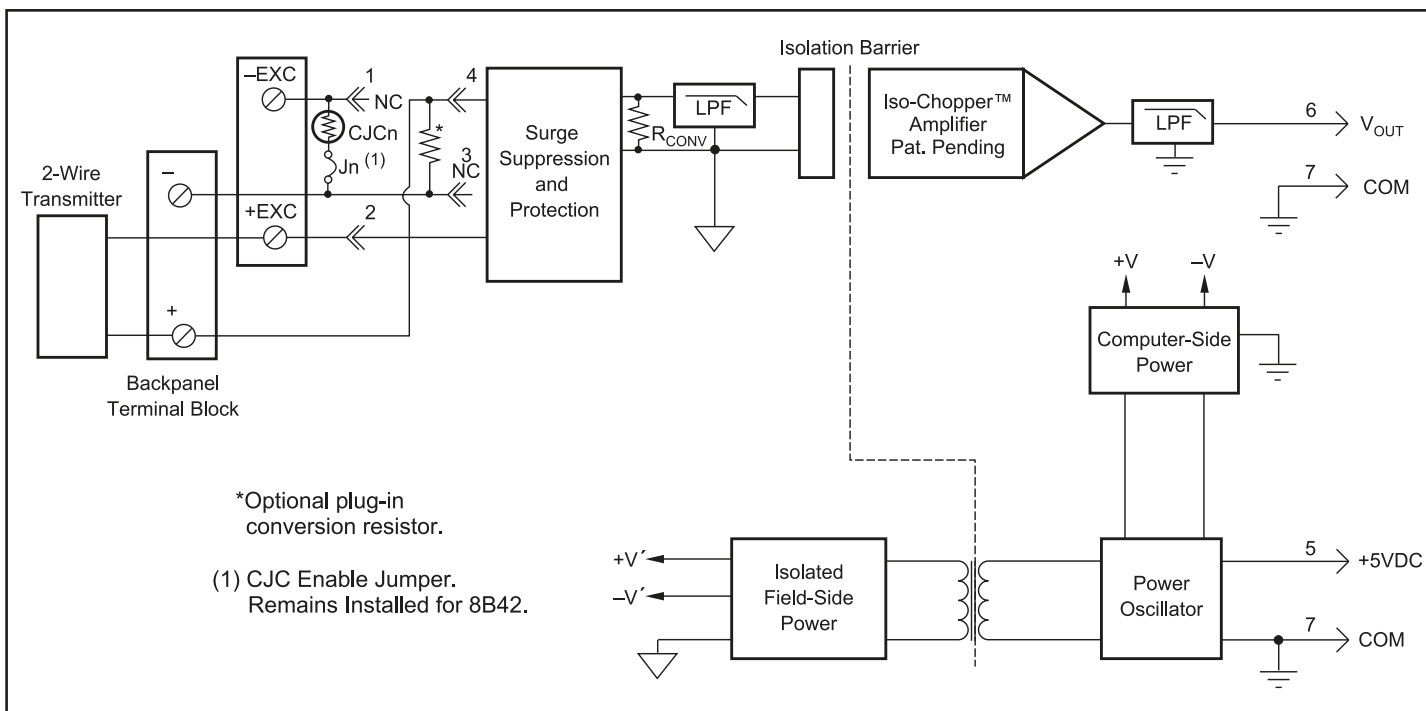 Isolation Barrier
–EXC
1
NC
4
CJCn
Jn (1)
*
3
NC
2-Wire
Transmitter
–
+EXC
2
+
Backpanel
Terminal Block
Surge
Suppression
and
Protection
RCONV
LPF
Iso-Chopper™
Amplifier
Pat. Pending
LPF
6
VOUT
7
COM
+V
–V
Computer-Side
Power
*Optional plug-in
conversion resistor.
(1) CJC Enable Jumper.
Remains Installed for 8B42.
+V´
–V´
Isolated
Field-Side
Power
Power
Oscillator
5
+5VDC
7
COM